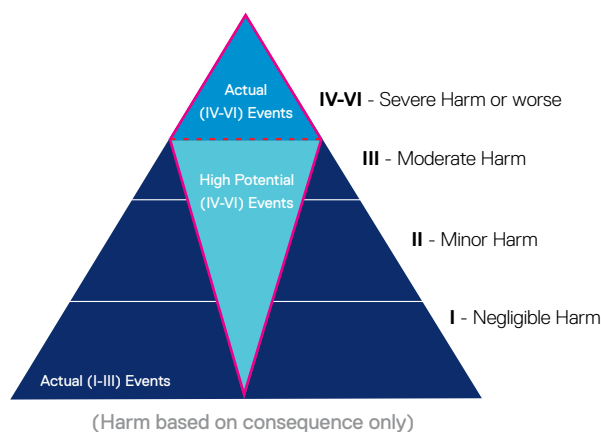 Actual
(IV-VI) Events
IV-VI - Severe Harm or worse
III - Moderate Harm
High Potential
(IV-VI) Events
II - Minor Harm
I - Negligible Harm
Actual (I-III) Events
(Harm based on consequence only)